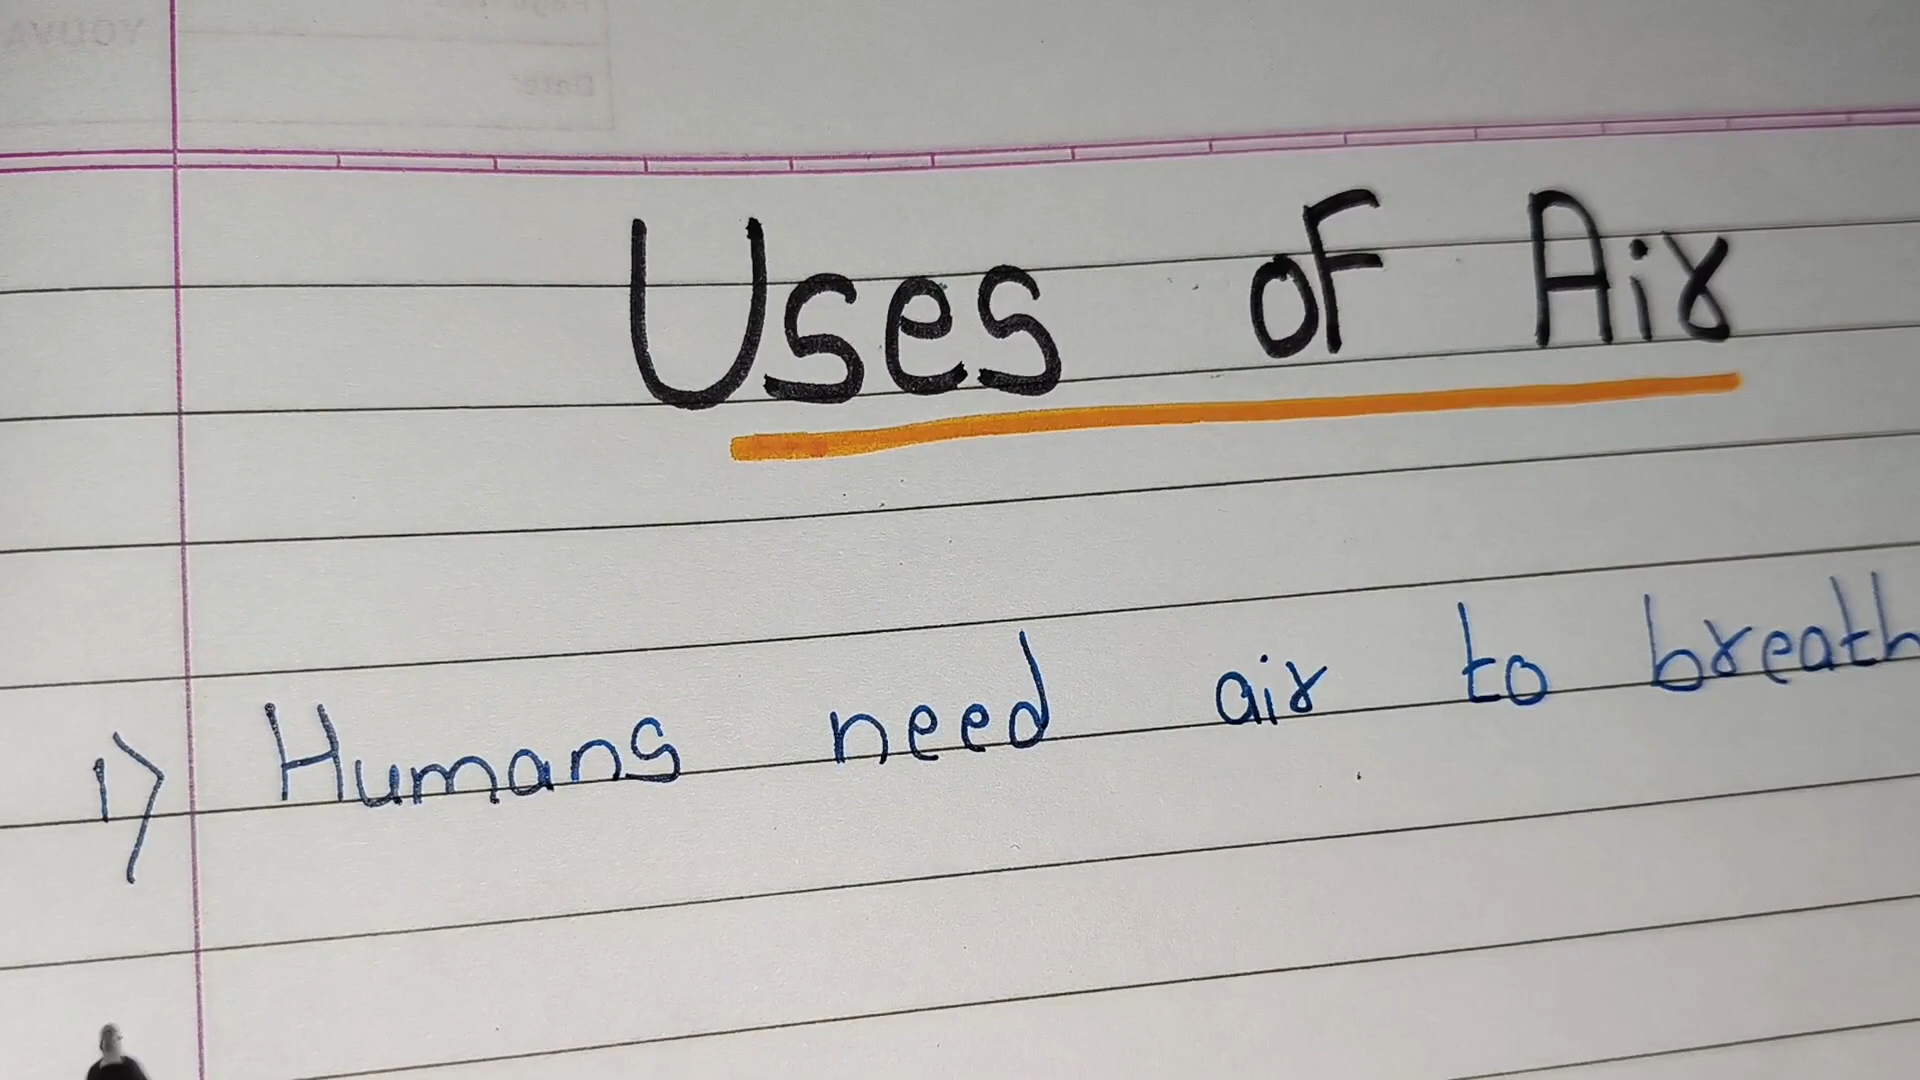 Uses of Air
1) Humans need air to breath